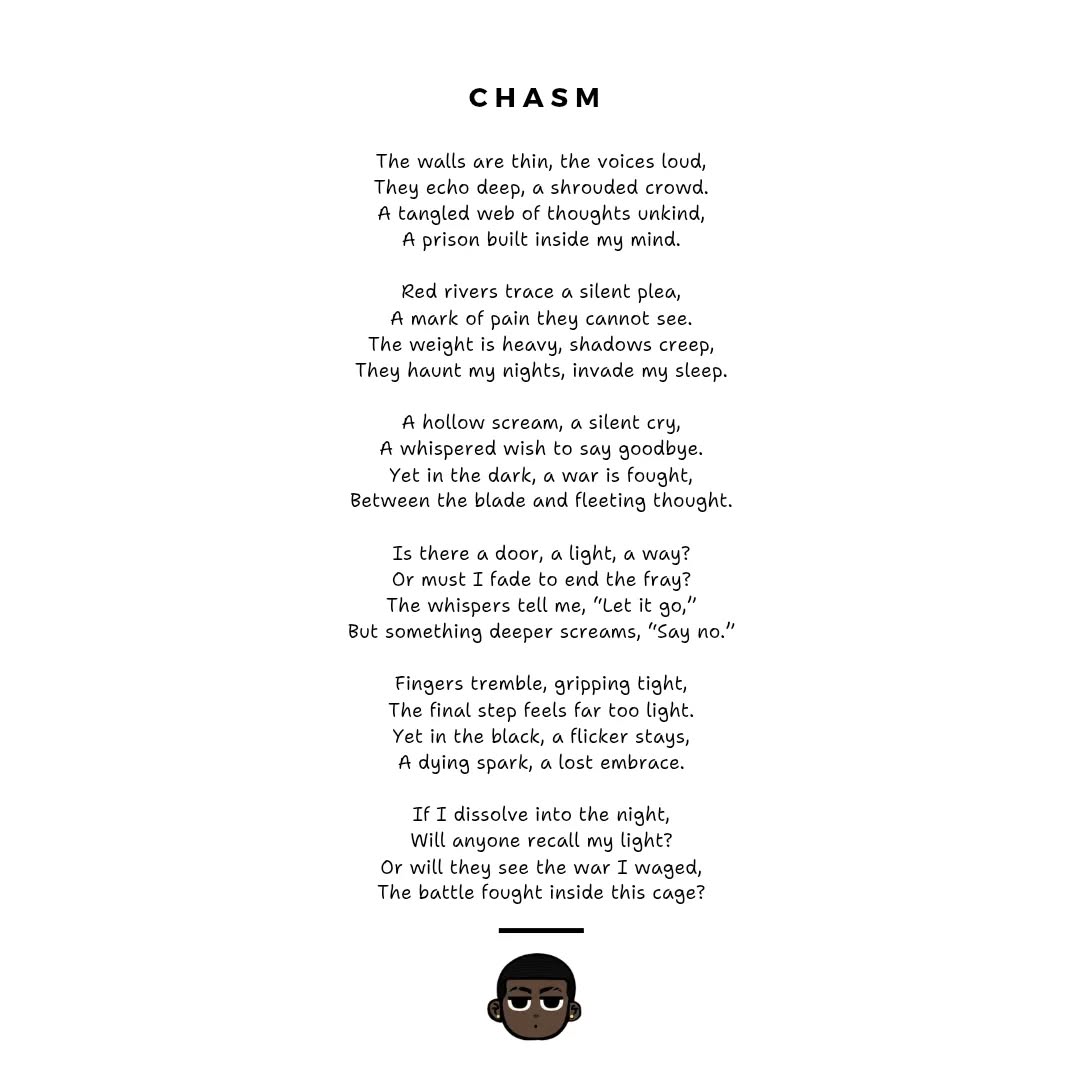 CHASM
The walls are thin, the voices loud,
They echo deep, a shrouded crowd.
A tangled web of thoughts unkind,
A prison built inside my mind.
Red rivers trace a silent plea,
A mark of pain they cannot see.
The weight is heavy, shadows creep,
They haunt my nights, invade my sleep.
A hollow scream, a silent cry,
A whispered wish to say goodbye.
Yet in the dark, a war is fought,
Between the blade and fleeting thought.
Is there a door, a light, a way?
Or must I fade to end the fray?
The whispers tell me, “Let it go,”
But something deeper screams, “Say no.”
Fingers tremble, gripping tight,
The final step feels far too light.
Yet in the black, a flicker stays,
A dying spark, a lost embrace.
If I dissolve into the night,
Will anyone recall my light?
Or will they see the war I waged,
The battle fought inside this cage?